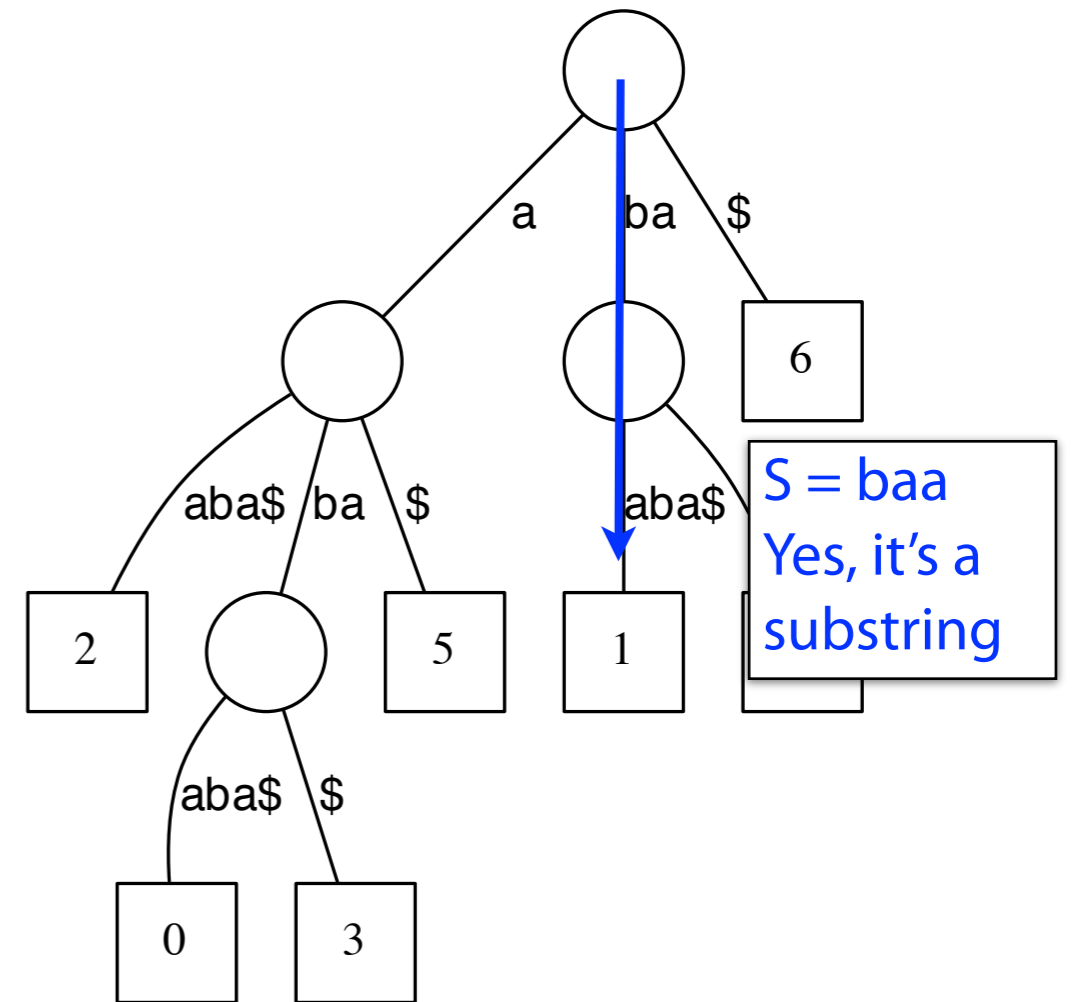 a
ba
$
6
aba$
ba
$
aba$
S = baa
Yes, it's a
substring
2
5
1
aba$
$
0
3